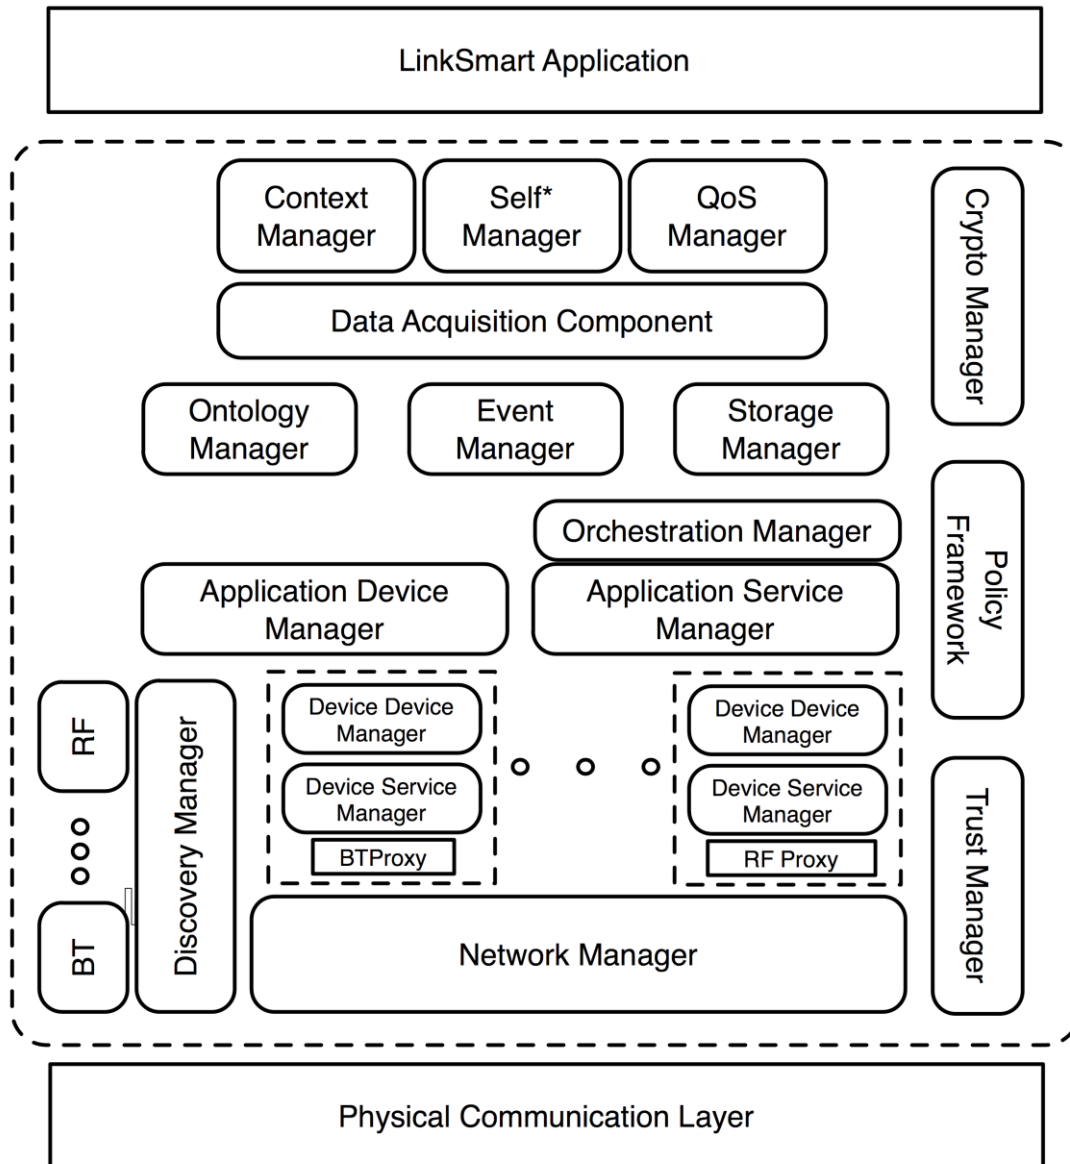 LinkSmart Application
Context
Manager
Self*
Manager
QoS
Manager
Crypto Manager
Data Acquisition Component
Ontology
Manager
Event
Manager
Storage
Manager
Policy
Framework
Orchestration Manager
Application Device
Manager
Application Service
Manager
RF
BT
Discovery Manager
Device Device
Manager
Device Service
Manager
BTProxy
Device Device
Manager
Device Service
Manager
RF Proxy
Trust Manager
Network Manager
Physical Communication Layer